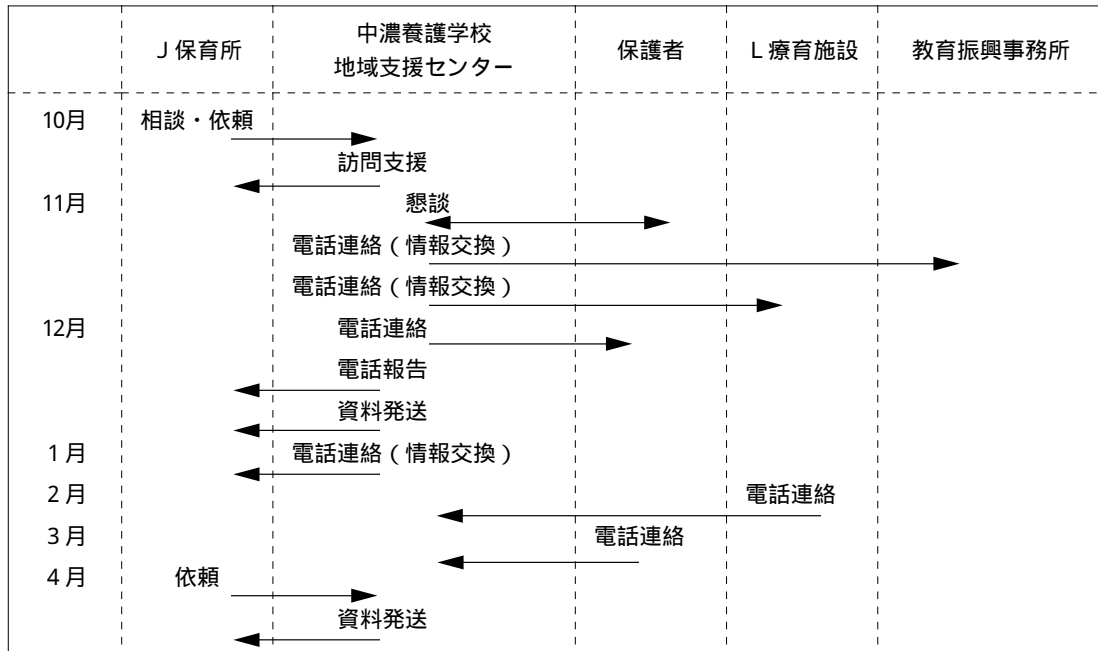 J保育所
中濃養護学校
地域支援センター
保護者
L療育施設
教育振興事務所
10月
相談・依頼
訪問支援
11月
懇談
電話連絡（情報交換）
電話連絡（情報交換）
12月
電話連絡
電話報告
資料発送
1月
電話連絡（情報交換）
2月
電話連絡
3月
電話連絡
4月
依頼
資料発送